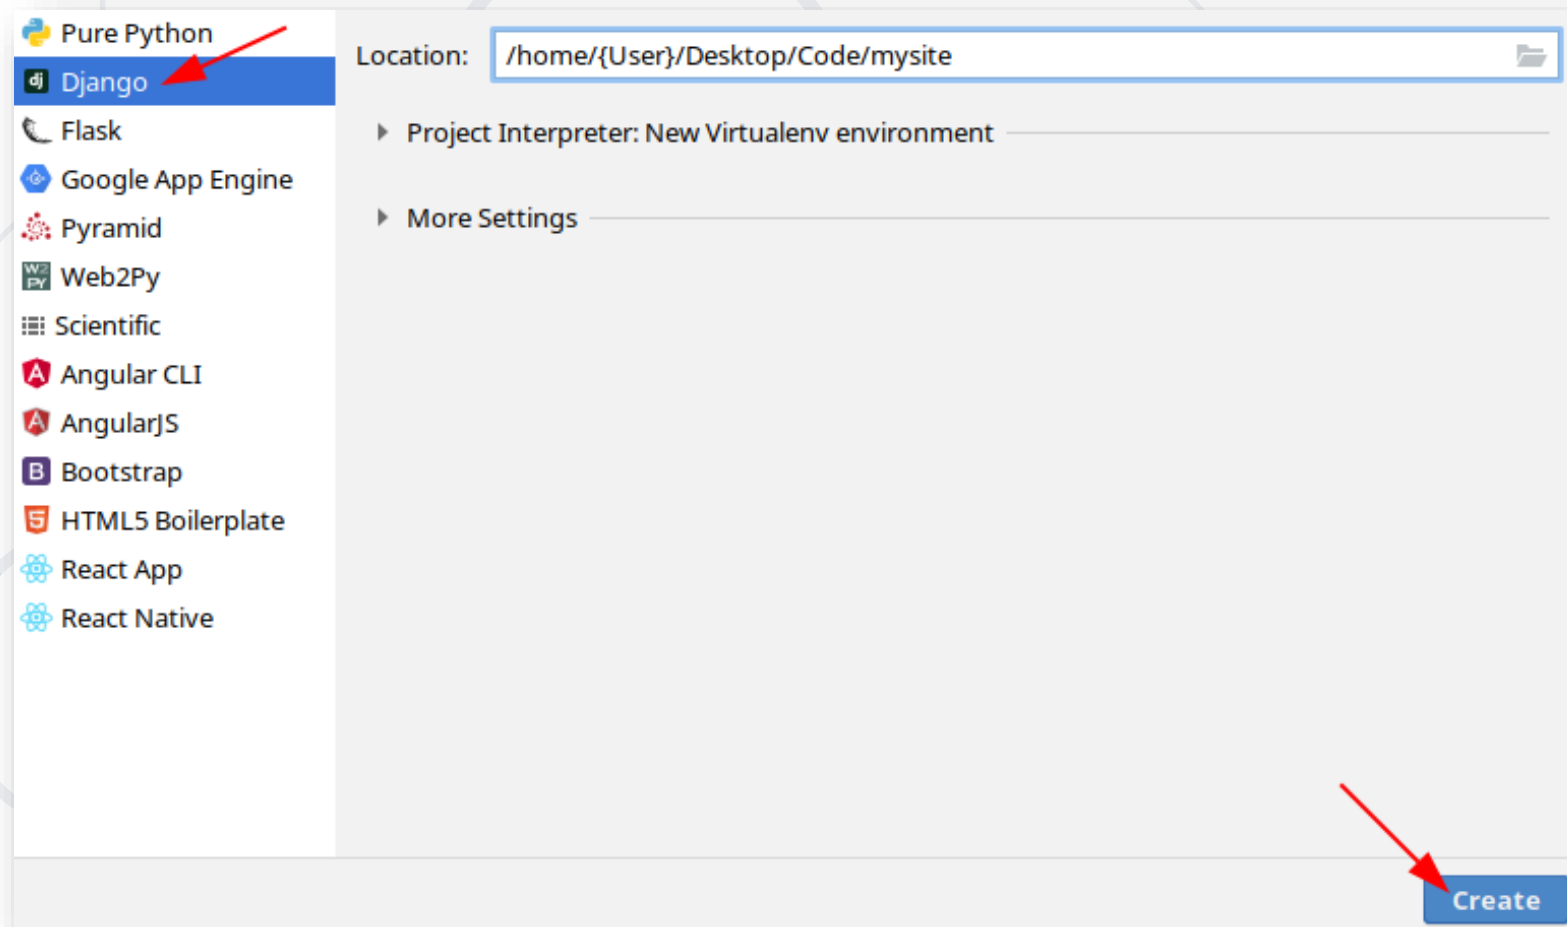 Pure Python
Django
Flask
Google App Engine
Pyramid
Web2Py
Scientific
Angular CLI
AngularJS
Bootstrap
HTML5 Boilerplate
React App
React Native
Location: /home/{User}/Desktop/Code/mysite
Project Interpreter: New Virtualenv environment
More Settings
Create